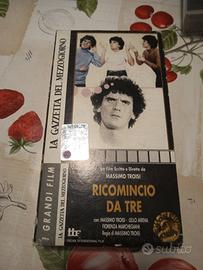 I GRANDI FILM
LA GAZZETTA DEL MEZZOGIORNO
LA GAZZETTA DEL MEZZOGIORNO
un Film Scritto e Diretto da
MASSIMO TROISI
RICOMINCIO
DA TRE
con MASSIMO TROISI LELLO ARENA
FIORENZA MARCHEGIANI
Regia di MASSIMO TROISI
subito